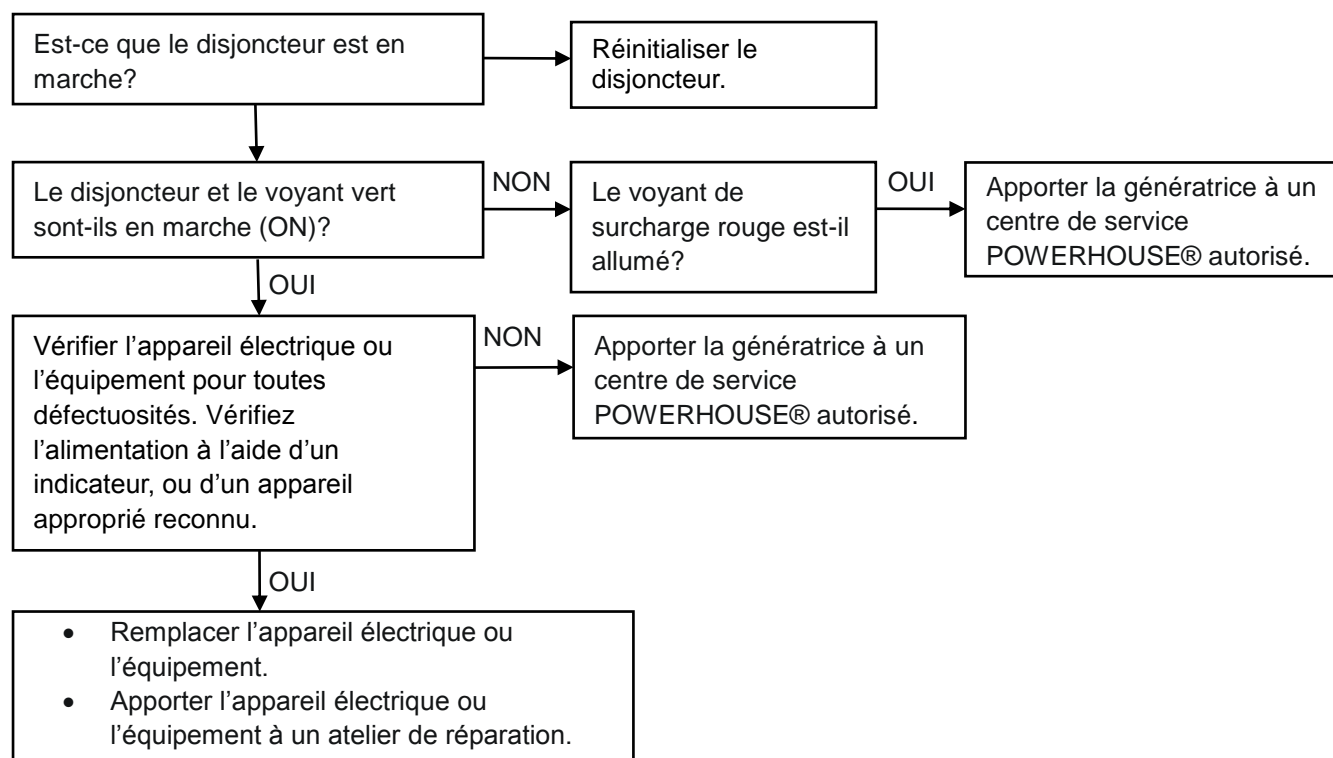 Est-ce que le disjoncteur est en
marche?
Réinitialiser le
disjoncteur.
Le disjoncteur et le voyant vert
sont-ils en marche (ON)?
NON
Le voyant de
surcharge rouge est-il
allumé?
OUI
Apporter la génératrice à un
centre de service
POWERHOUSE® autorisé.
OUI
Vérifier l’appareil électrique ou
l’équipement pour toutes
défectuosités. Vérifiez
l’alimentation à l’aide d’un
indicateur, ou d’un appareil
approprié reconnu.
NON
Apporter la génératrice à un
centre de service
POWERHOUSE® autorisé.
OUI
• Remplacer l’appareil électrique ou
l’équipement.
• Apporter l’appareil électrique ou
l’équipement à un atelier de réparation.